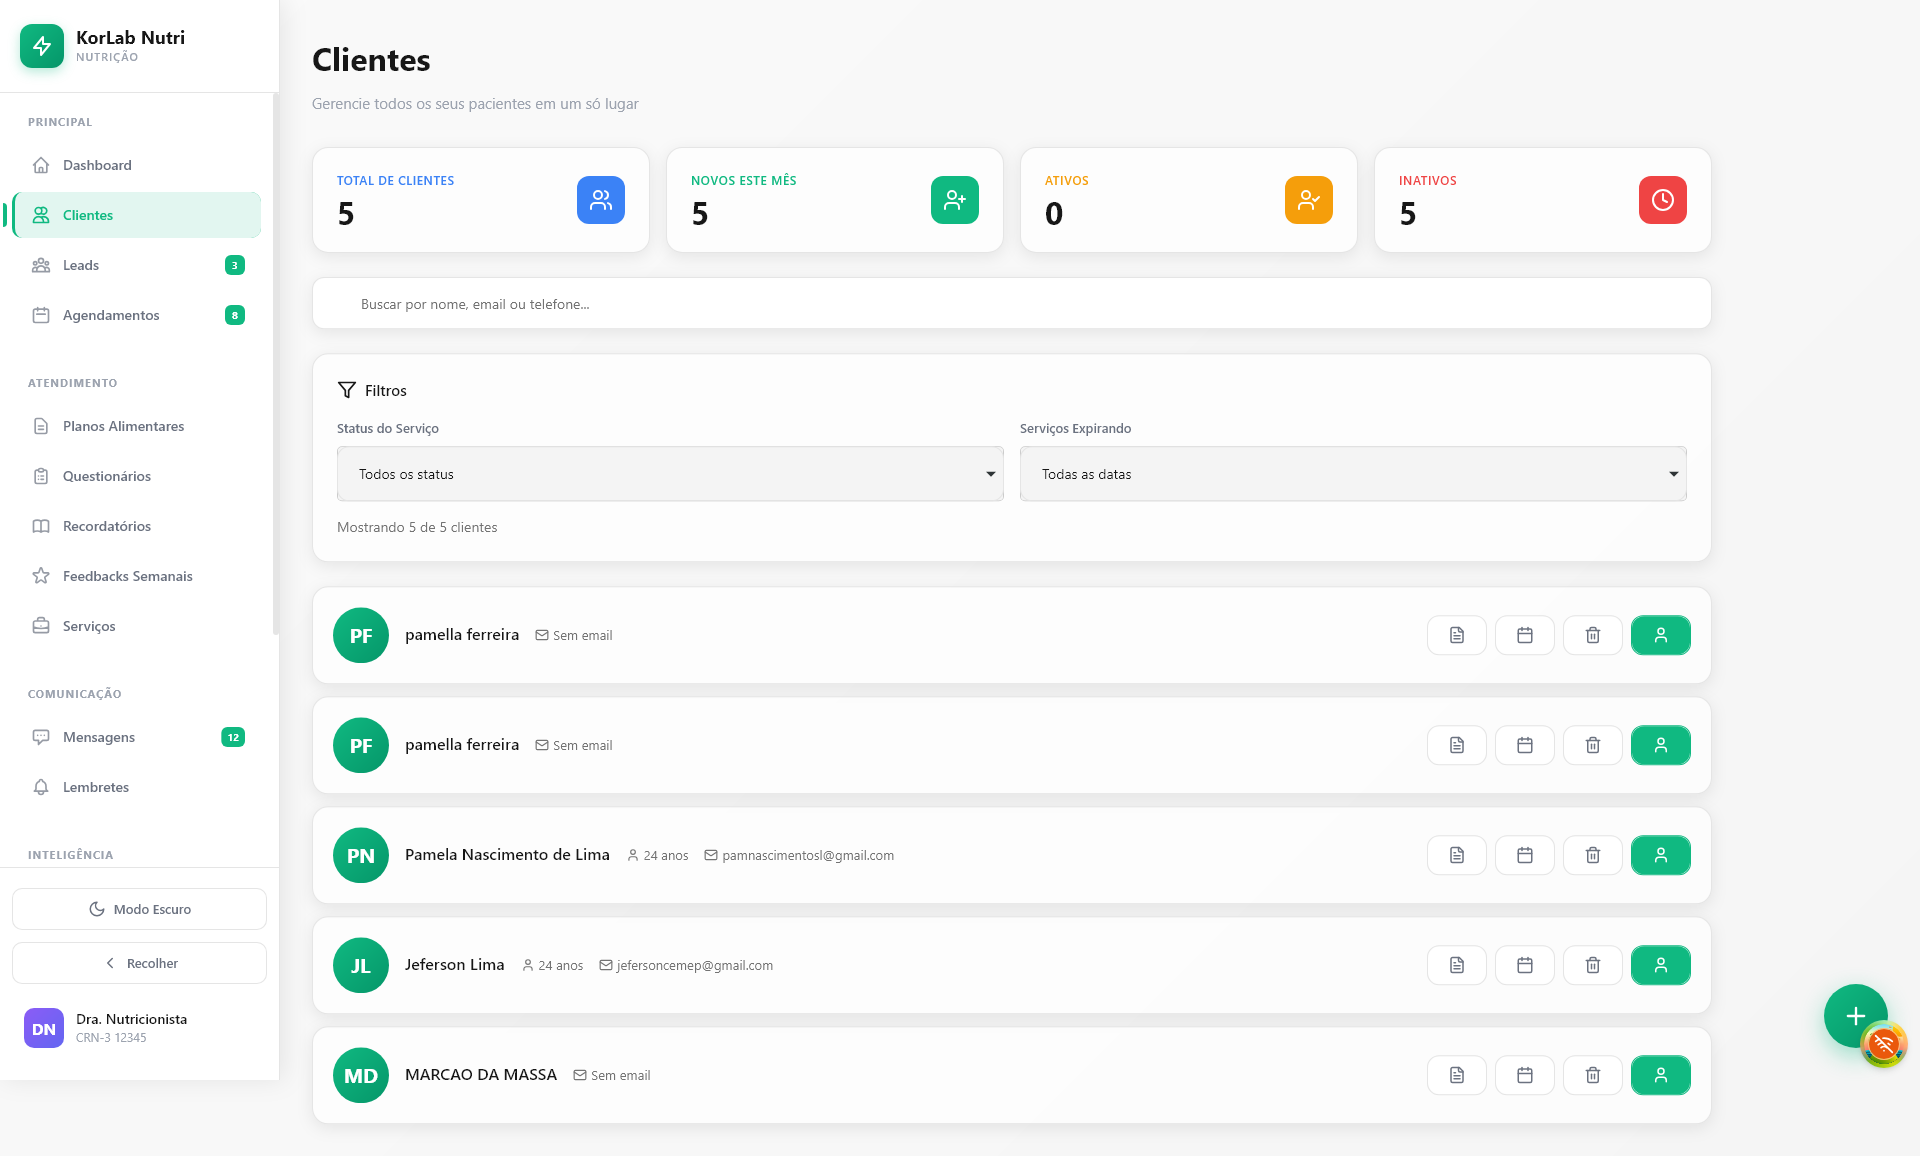 KorLab Nutri
NUTRIÇÃO
PRINCIPAL
Dashboard
Clientes
Leads 3
Agendamentos 8
ATENDIMENTO
Planos Alimentares
Questionários
Recordatórios
Feedbacks Semanais
Serviços
COMUNICAÇÃO
Mensagens 12
Lembretes
INTELIGÊNCIA
Modo Escuro
Recolher
DN
Dra. Nutricionista
CRN-3 12345
Clientes
Gerencie todos os seus pacientes em um só lugar
TOTAL DE CLIENTES
5
NOVOS ESTE MÊS
5
ATIVOS
0
INATIVOS
5
Buscar por nome, email ou telefone...
Filtros
Status do Serviço
Todos os status
Serviços Expirando
Todas as datas
Mostrando 5 de 5 clientes
PF pamella ferreira Sem email
PF pamella ferreira Sem email
PN Pamela Nascimento de Lima 24 anos pamnascimentosl@gmail.com
JL Jeferson Lima 24 anos jefersoncemep@gmail.com
MD MARCAO DA MASSA Sem email